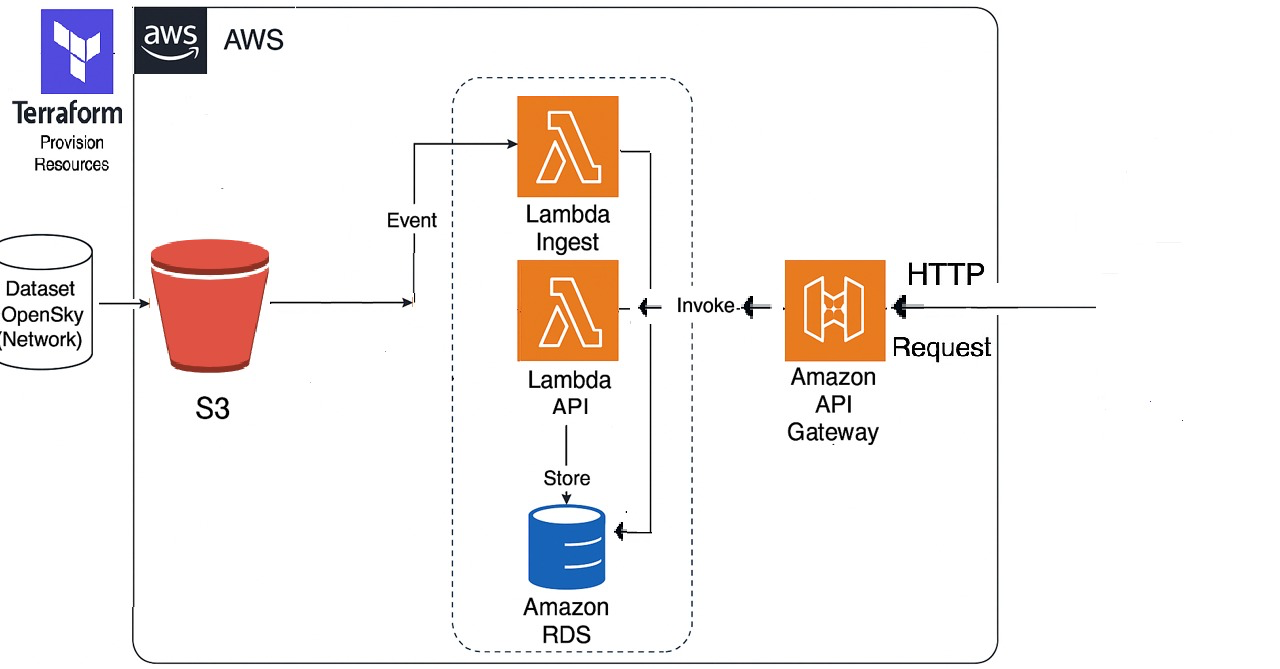 aws
AWS
Terraform
Provision
Resources
Dataset
OpenSky
(Network)
S3
Event
Lambda
Ingest
Lambda
API
Store
Amazon
RDS
Invoke
Amazon
API
Gateway
HTTP
Request